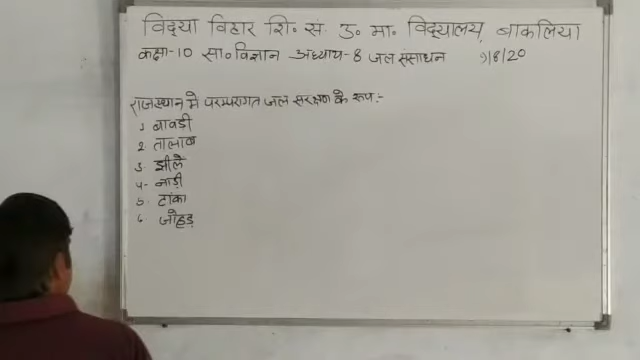 विद्या विहार शि॰ सं. उ॰ मा॰ विद्यालय, बाकलिया
कक्षा-10 सा॰ विज्ञान अध्याय-8 जल संसाधन 9/8/20
राजस्थान में परम्परागत जल संरक्षण के रूप:-
1. बावडी
2. तालाब
3. झीले
4- नाड़ी
5. टांका
6. जोहड़